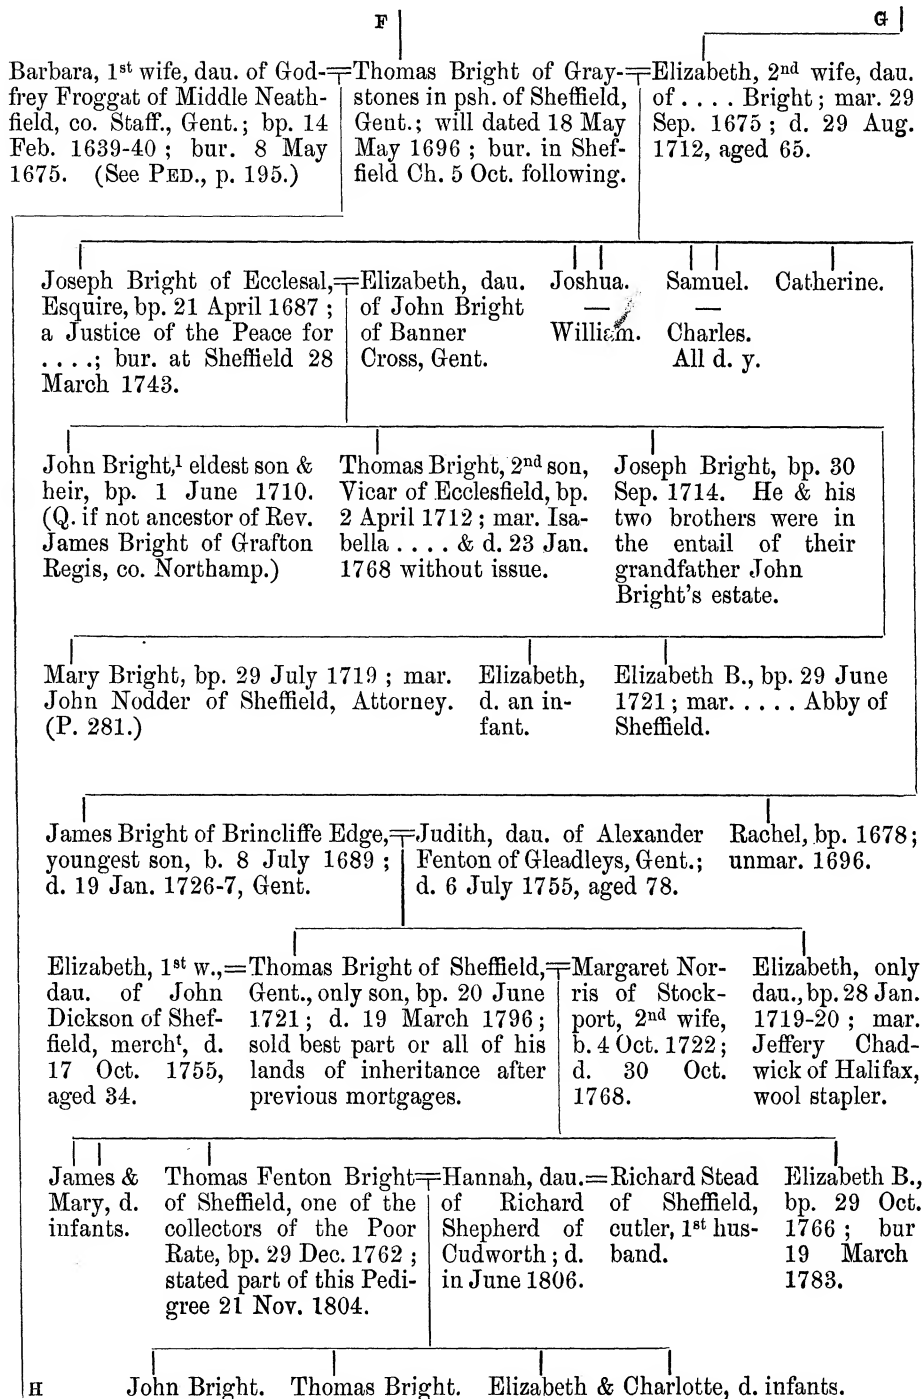 F
G
Barbara, 1st wife, dau. of God-
frey Froggat of Middle Neath-
field, co. Staff., Gent.; bp. 14
Feb. 1639-40 ; bur. 8 May
1675. (See PED., p. 195.)
Thomas Bright of Gray-
stones in psh. of Sheffield,
Gent.; will dated 18 May
May 1696 ; bur. in Shef-
field Ch. 5 Oct. following.
Elizabeth, 2nd wife, dau.
of . . . . Bright ; mar. 29
Sep. 1675 ; d. 29 Aug.
1712, aged 65.
Joseph Bright of Ecclesal,
Esquire, bp. 21 April 1687 ;
a Justice of the Peace for
. . . .; bur. at Sheffield 28
March 1743.
Elizabeth, dau.
of John Bright
of Banner
Cross, Gent.
Joshua.
—
William.
Samuel.
—
Charles.
All d. y.
Catherine.
John Bright,1 eldest son &
heir, bp. 1 June 1710.
(Q. if not ancestor of Rev.
James Bright of Grafton
Regis, co. Northamp.)
Thomas Bright, 2nd son,
Vicar of Ecclesfield, bp.
2 April 1712 ; mar. Isa-
bella . . . . & d. 23 Jan.
1768 without issue.
Joseph Bright, bp. 30
Sep. 1714. He & his
two brothers were in
the entail of their
grandfather John
Bright's estate.
Mary Bright, bp. 29 July 1719 ; mar.
John Nodder of Sheffield, Attorney.
(P. 281.)
Elizabeth,
d. an in-
fant.
Elizabeth B., bp. 29 June
1721 ; mar. . . . . . Abby of
Sheffield.
James Bright of Brincliffe Edge,
youngest son, b. 8 July 1689 ;
d. 19 Jan. 1726-7, Gent.
Judith, dau. of Alexander
Fenton of Gleadleys, Gent.;
d. 6 July 1755, aged 78.
Rachel, bp. 1678 ;
unmar. 1696.
Elizabeth, 1st w.,
dau. of John
Dickson of Shef-
field, mercht, d.
17 Oct. 1755,
aged 34.
=
Thomas Bright of Sheffield,
Gent., only son, bp. 20 June
1721 ; d. 19 March 1796 ;
sold best part or all of his
lands of inheritance after
previous mortgages.
Margaret Nor-
ris of Stock-
port, 2nd wife,
b. 4 Oct. 1722 ;
d. 30 Oct.
1768.
Elizabeth, only
dau., bp. 28 Jan.
1719-20 ; mar.
Jeffery Chad-
wick of Halifax,
wool stapler.
James &
Mary, d.
infants.
Thomas Fenton Bright
of Sheffield, one of the
collectors of the Poor
Rate, bp. 29 Dec. 1762 ;
stated part of this Pedi-
gree 21 Nov. 1804.
Hannah, dau.
of Richard
Shepherd of
Cudworth ; d.
in June 1806.
=
Richard Stead
of Sheffield,
cutler, 1st hus-
band.
Elizabeth B.,
bp. 29 Oct.
1766 ; bur
19 March
1783.
H
John Bright. Thomas Bright. Elizabeth & Charlotte, d. infants.